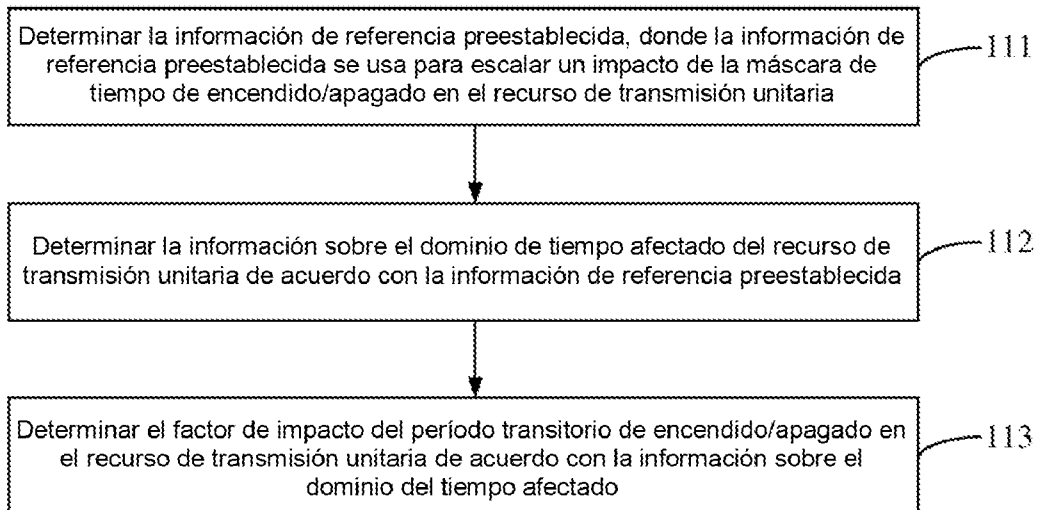 Determinar la información de referencia preestablecida, donde la información de
referencia preestablecida se usa para escalar un impacto de la máscara de
tiempo de encendido/apagado en el recurso de transmisión unitaria
111
Determinar la información sobre el dominio de tiempo afectado del recurso de
transmisión unitaria de acuerdo con la información de referencia preestablecida
112
Determinar el factor de impacto del período transitorio de encendido/apagado en
el recurso de transmisión unitaria de acuerdo con la información sobre el
dominio del tiempo afectado
113